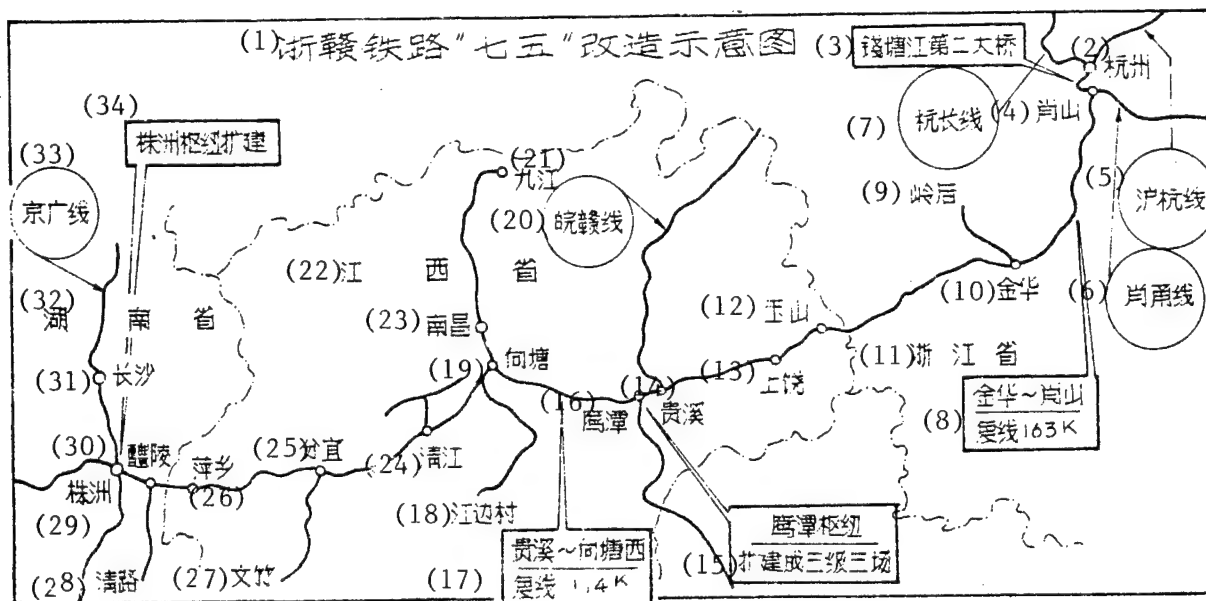 (1) 浙赣铁路“七五”改造示意图
(3) 钱塘江第二大桥
(2)
杭州
(34)
株洲枢纽扩建
(7)
杭长线
(4) 肖山
(33)
京广线
(21)
九江
(9) 岭后
(5)
沪杭线
(20) 皖赣线
(22) 江西省
(32)
湖南省
(10) 金华
(6) 肖甬线
(12) 玉山
(23) 南昌
(11) 浙江省
(19) 向塘
(13) 上饶
(31) 长沙
(16)
鹰潭
(14)
贵溪
(8)
金华~肖山
复线163K
(30)
醴陵
株洲
(25) 分宜
(24) 清江
萍乡
(26)
(18) 江边村
(29)
鹰潭枢纽
(15) 扩建成三级三场
贵溪~向塘西
(17)
复线
(28)
(27) 文竹